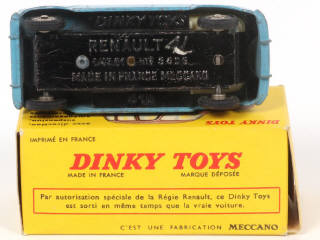 DINKY TOYS
RENAULT
MADE IN FRANCE MECCANO
DINKY TOYS
IMPRIMÉ EN FRANCE
DINKY TOYS
MADE IN FRANCE
MARQUE DÉPOSÉE
Par autorisation spéciale de la Régie Renault, ce Dinky Toys
est sorti en même temps que la vraie voiture.
C'EST UNE FABRICATION MECCANO